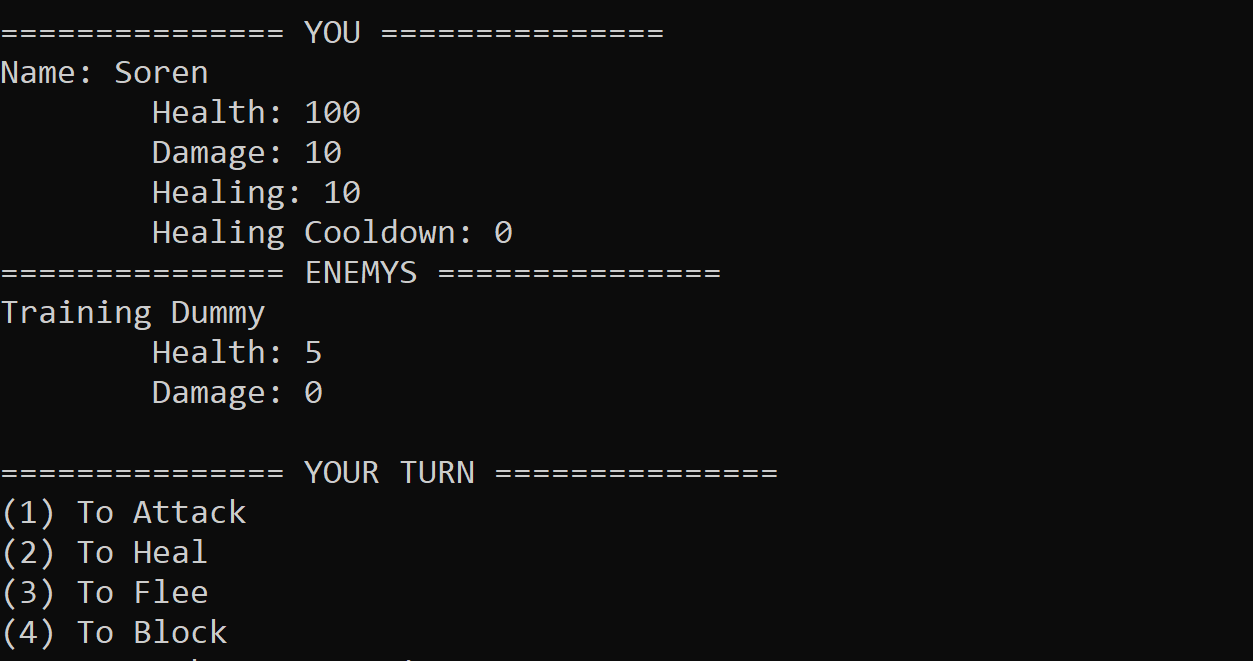 =============== YOU ===============
Name: Soren
Health: 100
Damage: 10
Healing: 10
Healing Cooldown: 0
=============== ENEMYS ===============
Training Dummy
Health: 5
Damage: 0
=============== YOUR TURN ===============
(1) To Attack
(2) To Heal
(3) To Flee
(4) To Block